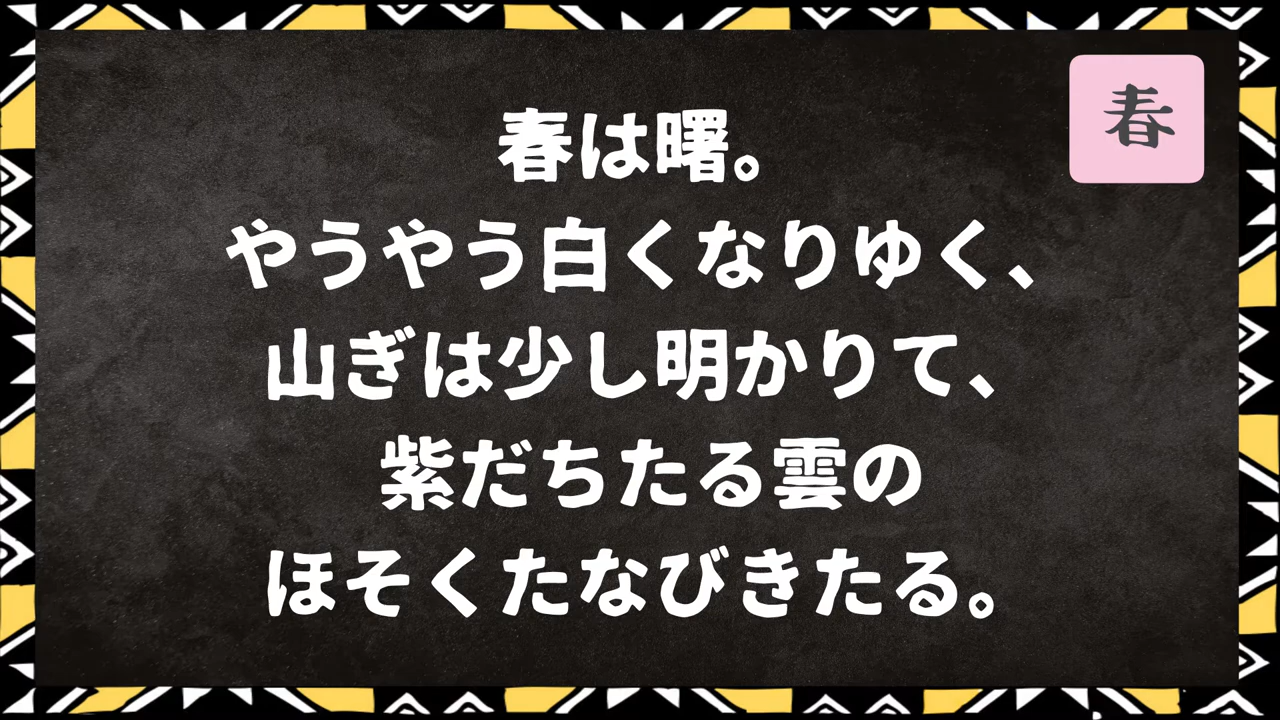 春
春は曙。
やうやう白くなりゆく、
山ぎは少し明かりて、
紫だちたる雲の
ほそくたなびきたる。